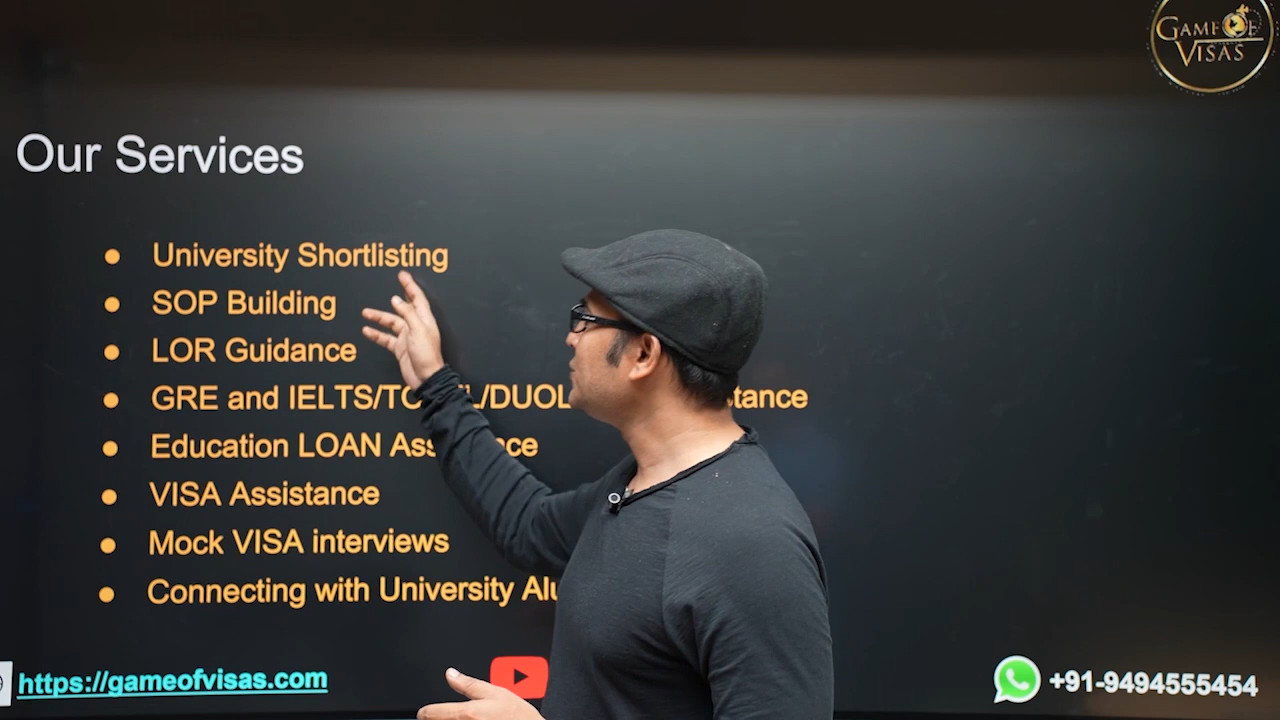 GAME OF
VISAS
Our Services
University Shortlisting
SOP Building
LOR Guidance
GRE and IELTS/
Education LOAN
VISA Assistance
Mock VISA interviews
Connecting with University
https://gameofvisas.com
+91-9494555454